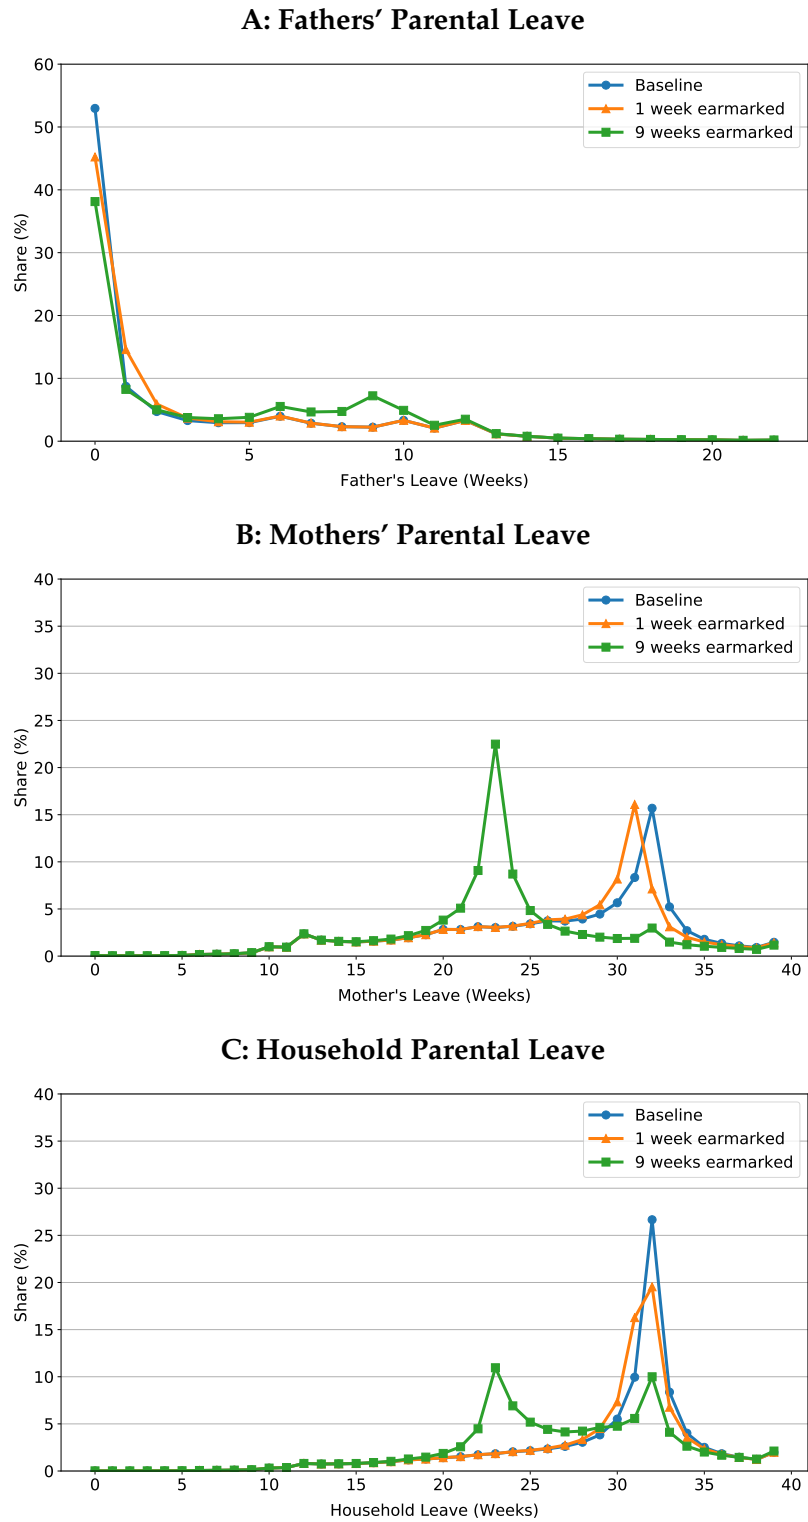 A: Fathers’ Parental Leave
60
50
40
30
20
10
0
Share (%)
Baseline
1 week earmarked
9 weeks earmarked
0 5 10 15 20
Father's Leave (Weeks)
B: Mothers’ Parental Leave
40
35
30
25
20
15
10
5
0
Share (%)
Baseline
1 week earmarked
9 weeks earmarked
0 5 10 15 20 25 30 35 40
Mother's Leave (Weeks)
C: Household Parental Leave
40
35
30
25
20
15
10
5
0
Share (%)
Baseline
1 week earmarked
9 weeks earmarked
0 5 10 15 20 25 30 35 40
Household Leave (Weeks)